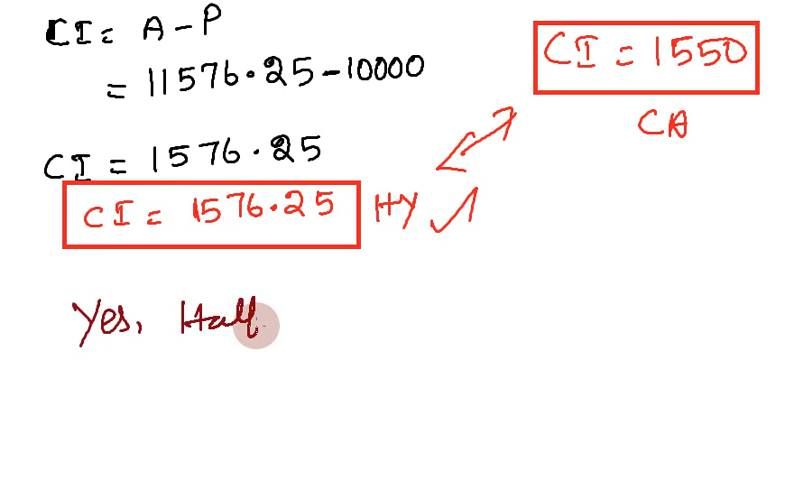 CI = A - P
= 11576.25 - 10000
CI = 1576.25
CI = 1576.25 HY
CI = 1550
CA
Yes, Half